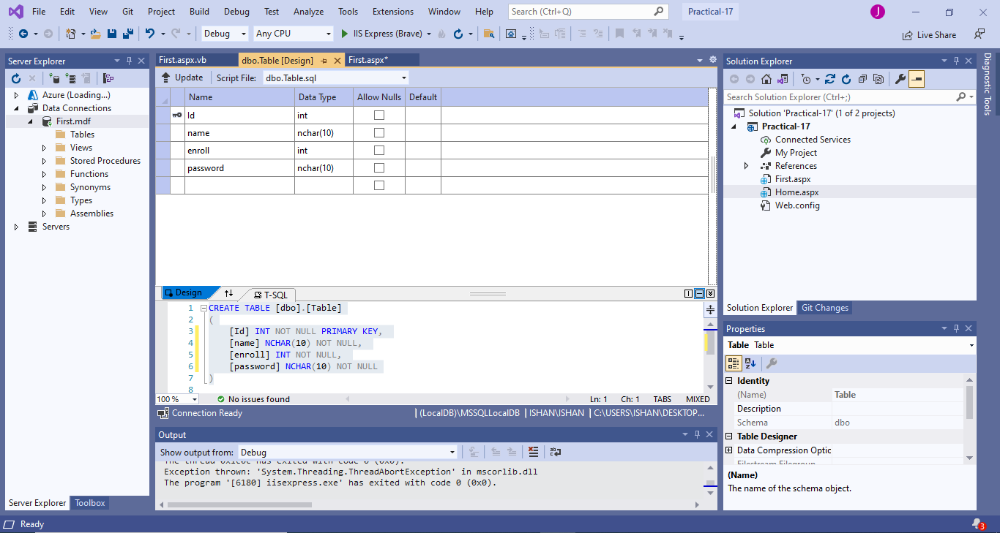 File Edit View Git Project Build Debug Test Analyze Tools Extensions Window Help Search (Ctrl+Q) Practical-17 J
Debug Any CPU IIS Express (Brave) Live Share
Server Explorer
Azure (Loading...)
Data Connections
First.mdf
Tables
Views
Stored Procedures
Functions
Synonyms
Types
Assemblies
Servers
Server Explorer Toolbox
First.aspx.vb dbo.Table [Design] First.aspx*
Update Script File: dbo.Table.sql
Name Data Type Allow Nulls Default
Id int
name nchar(10)
enroll int
password nchar(10)
Design T-SQL
1 CREATE TABLE [dbo].[Table]
2 (
3 [Id] INT NOT NULL PRIMARY KEY,
4 [name] NCHAR(10) NOT NULL,
5 [enroll] INT NOT NULL,
6 [password] NCHAR(10) NOT NULL
7 )
8
100 % No issues found Ln: 1 Ch: 1 TABS MIXED
Connection Ready | (LocalDB)\MSSQLLocalDB | ISHAN\ISHAN | C:\USERS\ISHAN\DESKTOP...
Output
Show output from: Debug
Exception thrown: 'System.Threading.ThreadAbortException' in mscorlib.dll
The program '[6180] iisexpress.exe' has exited with code 0 (0x0).
Solution Explorer
Search Solution Explorer (Ctrl+;)
Solution 'Practical-17' (1 of 2 projects)
Practical-17
Connected Services
My Project
References
First.aspx
Home.aspx
Web.config
Solution Explorer Git Changes
Properties
Table Table
Identity
(Name) Table
Description
Schema dbo
Table Designer
Data Compression Optic
Filestream Filegroup
(Name)
The name of the schema object.
Diagnostic Tools
Ready 3